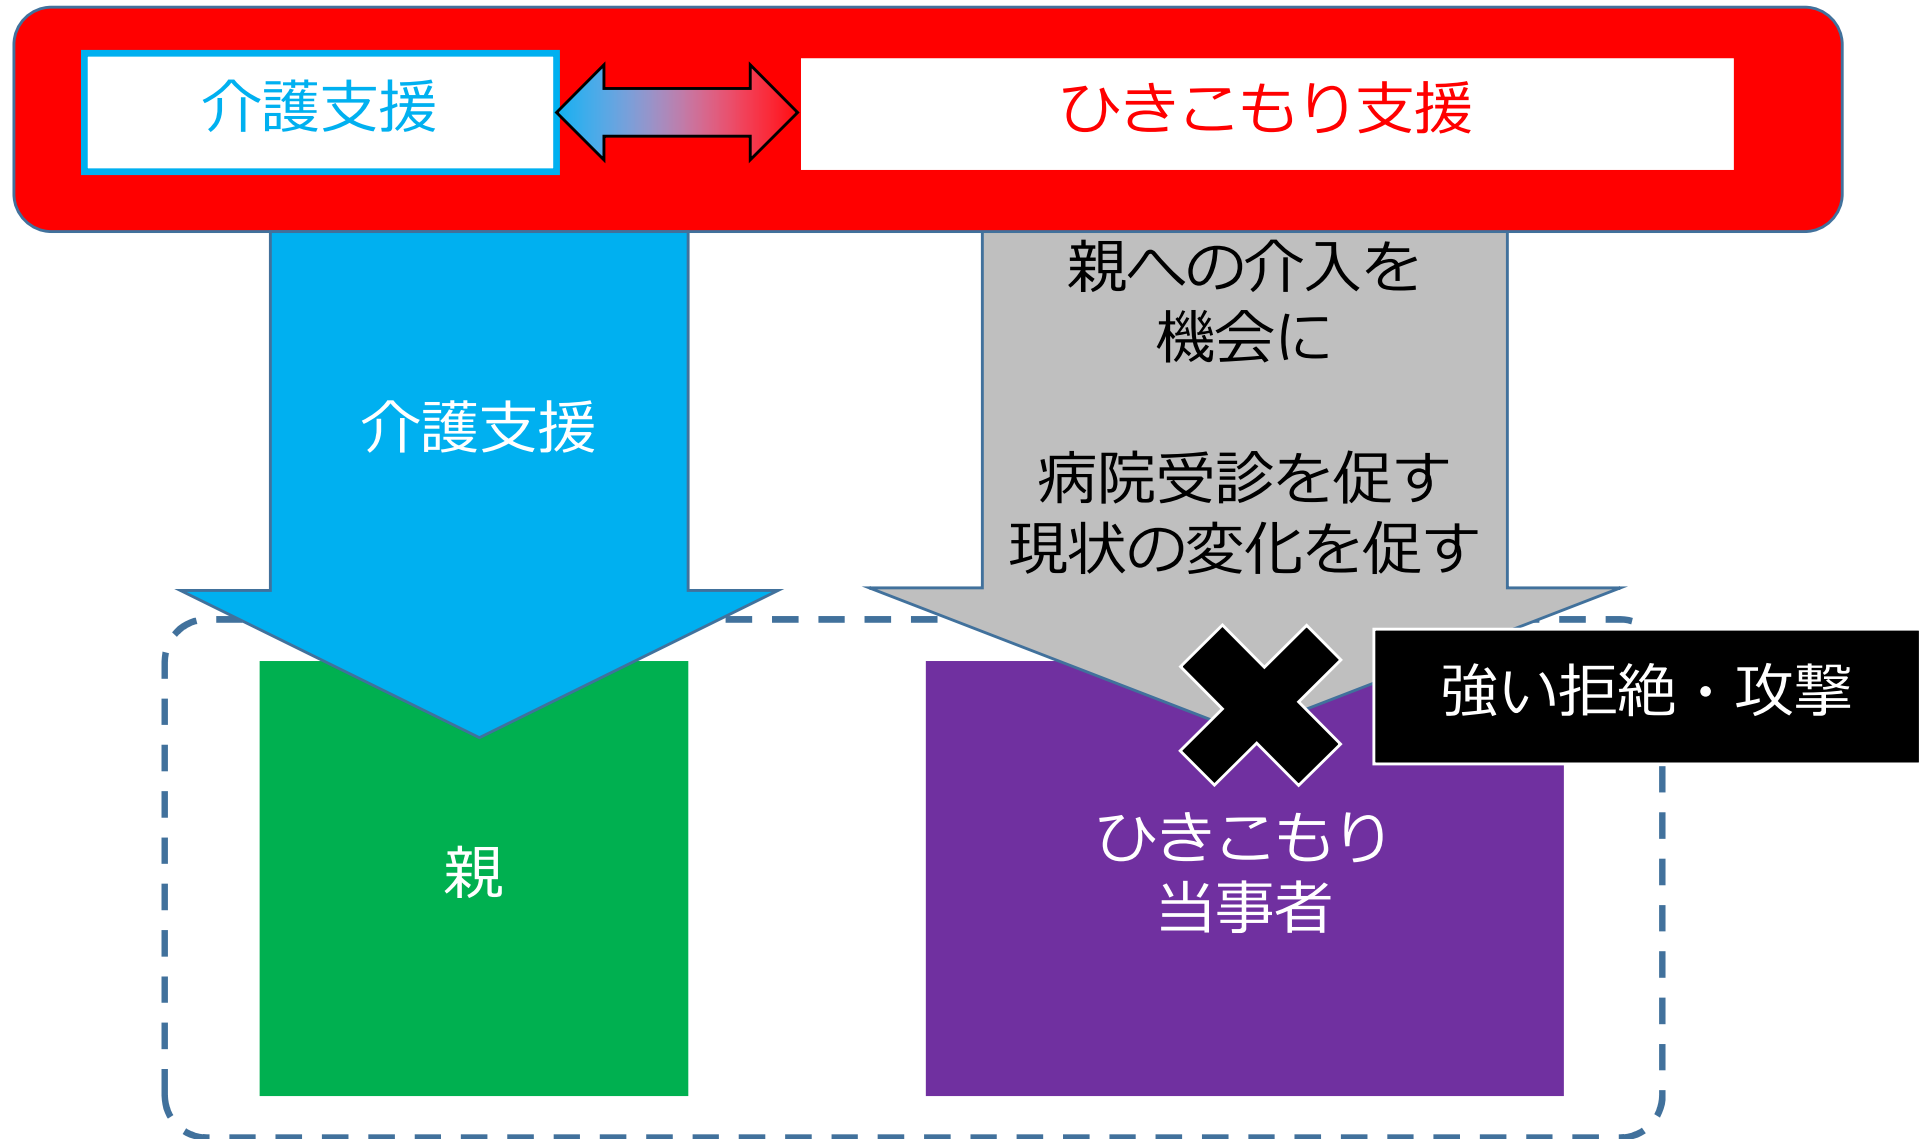 介護支援
ひきこもり支援
介護支援
親への介入を
機会に
病院受診を促す
現状の変化を促す
強い拒絶・攻撃
親
ひきこもり
当事者